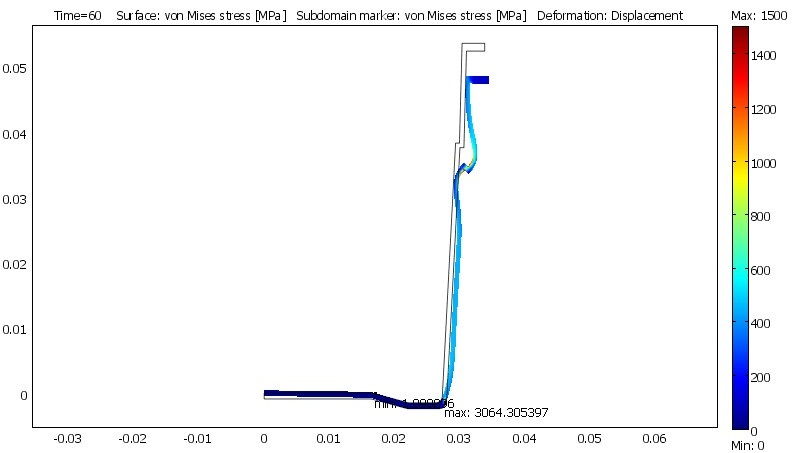 Time=60 Surface: von Mises stress [MPa] Subdomain marker: von Mises stress [MPa] Deformation: Displacement
Max: 1500
0.05
0.04
0.03
0.02
0.01
0
1400
1200
1000
800
600
400
200
0
min:
max: 3064.305397
-0.03 -0.02 -0.01 0 0.01 0.02 0.03 0.04 0.05 0.06
Min: 0